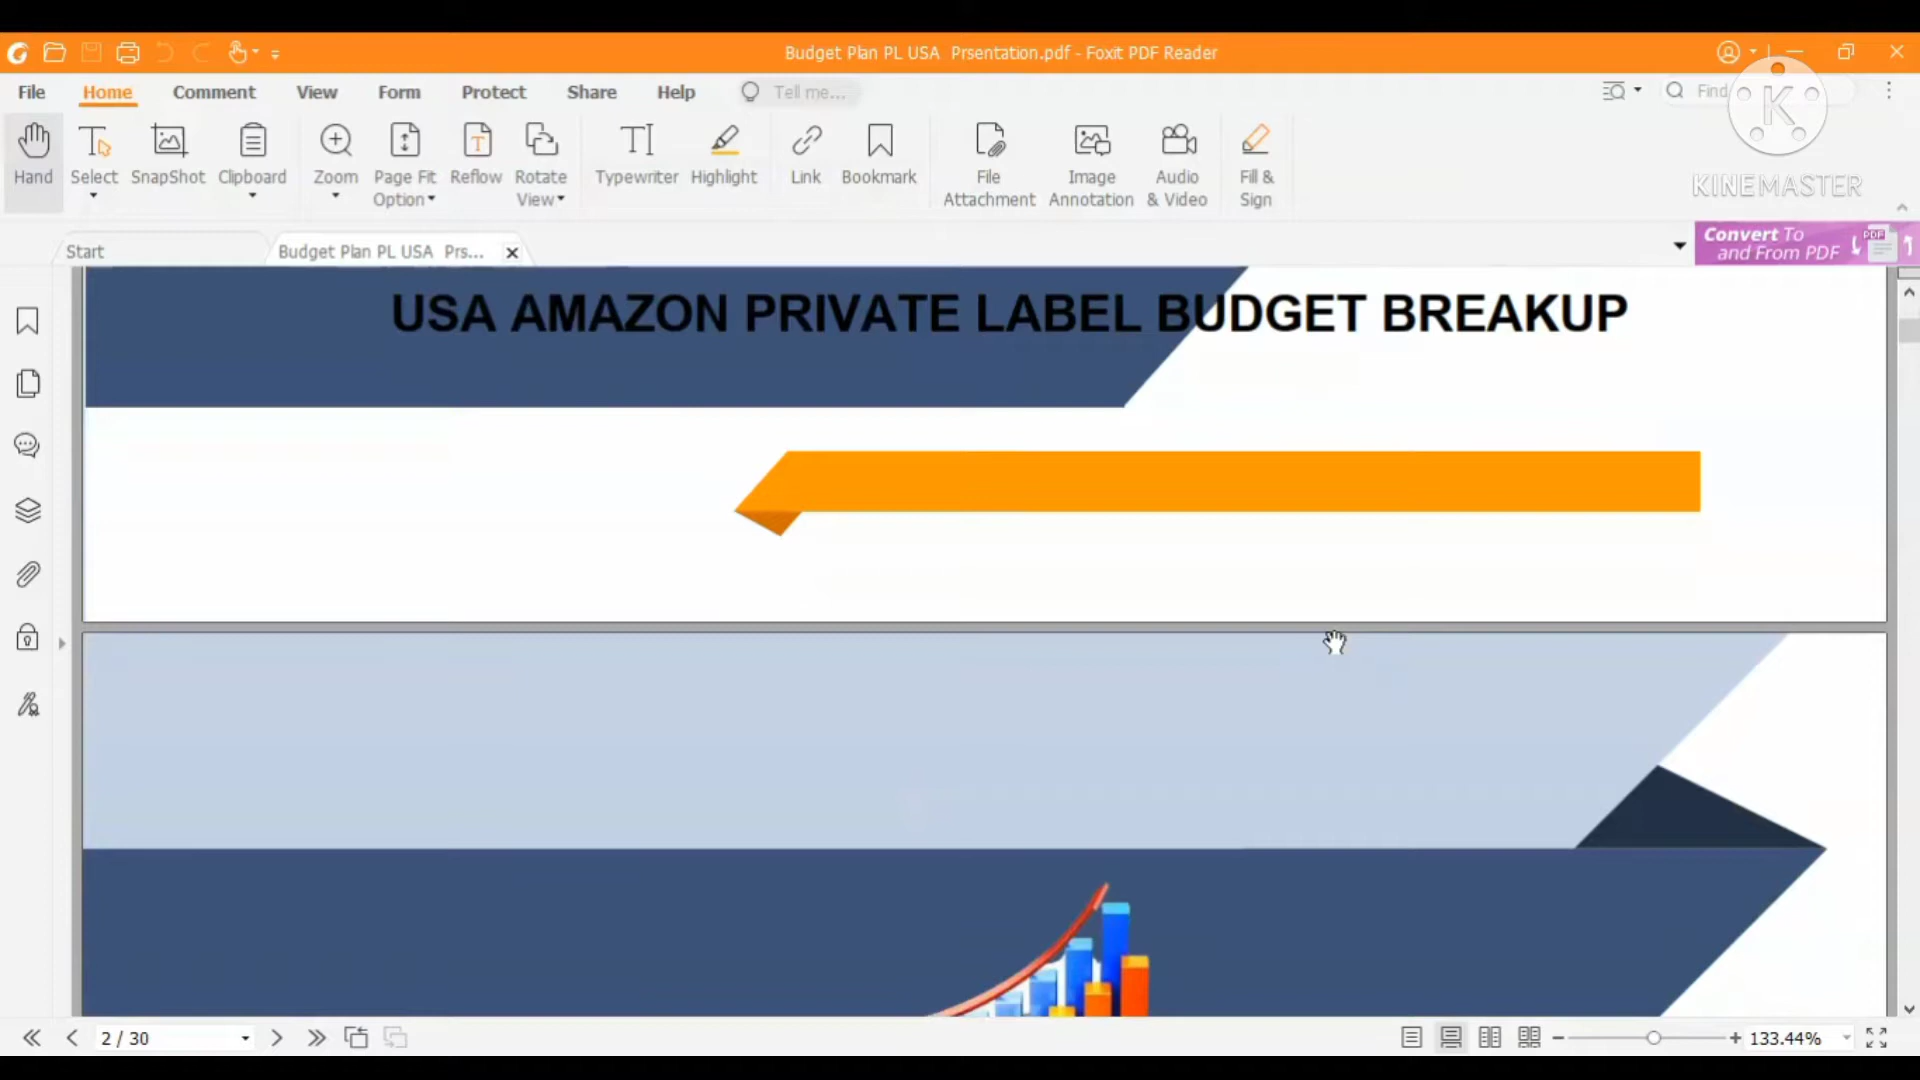 Budget Plan PL USA  Prsentation.pdf - Foxit PDF Reader
File Home Comment View Form Protect Share Help Tell me... Find
K
KINEMASTER
Hand Select SnapShot Clipboard Zoom Page Fit Option Reflow Rotate View Typewriter Highlight Link Bookmark File Attachment Image Annotation Audio & Video Fill & Sign
Start Budget Plan PL USA  Prs...
Convert To
and From PDF
PDF
USA AMAZON PRIVATE LABEL BUDGET BREAKUP
2 / 30 133.44%